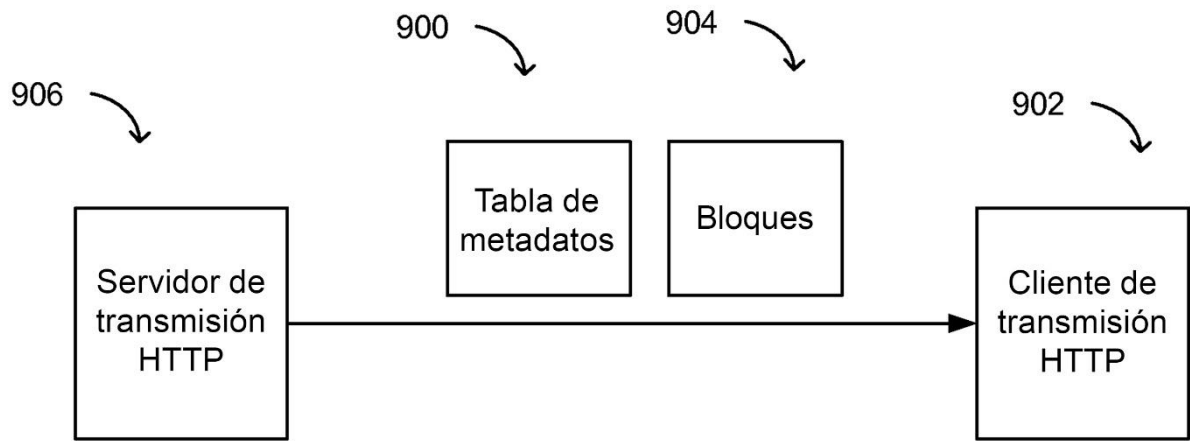 900
904
906
902
Tabla de
metadatos
Bloques
Servidor de
transmisión
HTTP
Cliente de
transmisión
HTTP